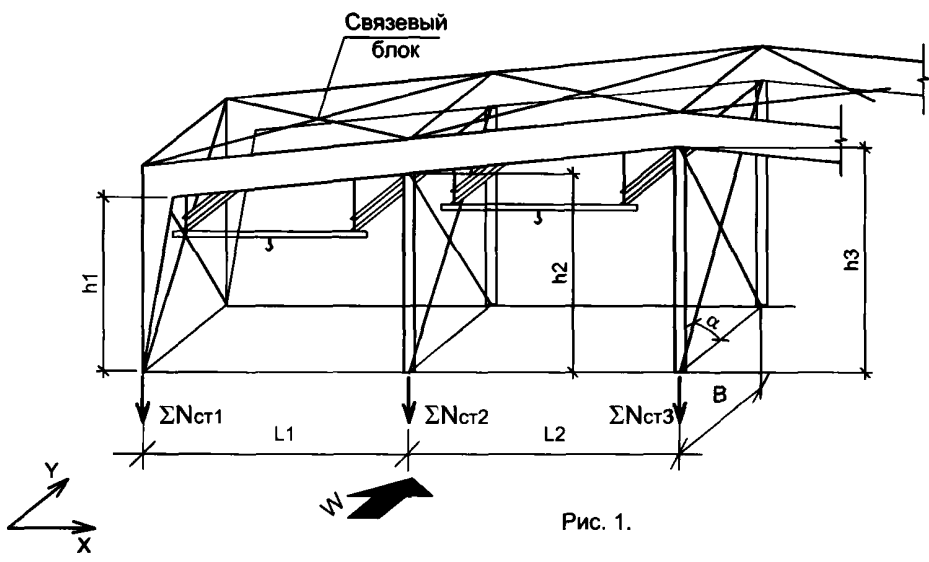 Связевый
блок
h1
h2
h3
α
B
ΣNст1
ΣNст2
ΣNст3
L1
L2
Y
X
W
Рис. 1.